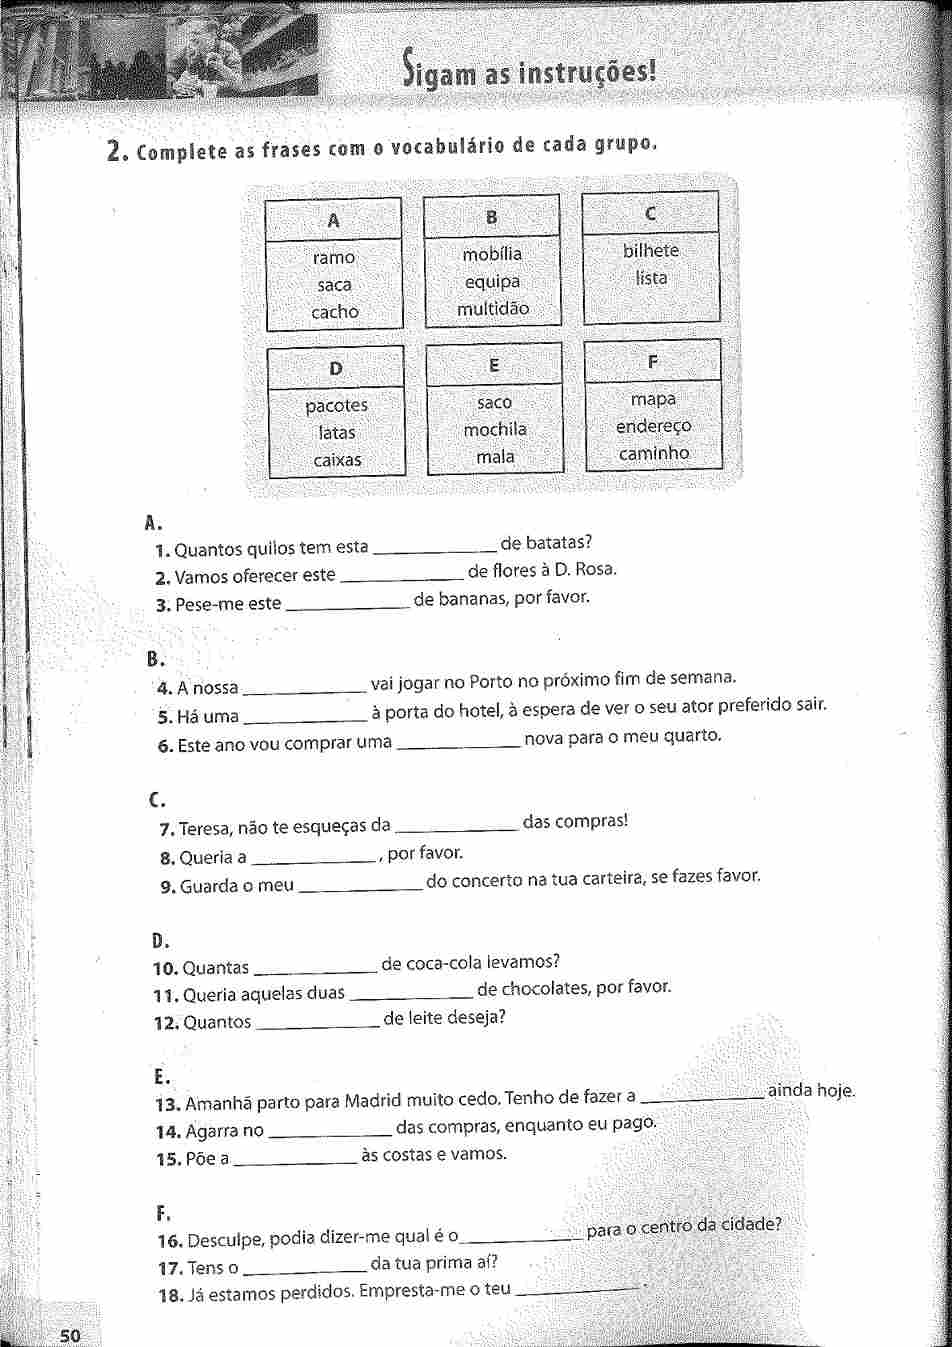 Sigam as instruções!
2. Complete as frases com o vocabulário de cada grupo.
A
ramo
saca
cacho
B
mobília
equipa
multidão
C
bilhete
lista
D
pacotes
latas
caixas
E
saco
mochila
mala
F
mapa
endereço
caminho
A.
1. Quantos quilos tem esta ____________ de batatas?
2. Vamos oferecer este ____________ de flores à D. Rosa.
3. Pese-me este ____________ de bananas, por favor.
B.
4. A nossa ____________ vai jogar no Porto no próximo fim de semana.
5. Há uma ____________ à porta do hotel, à espera de ver o seu ator preferido sair.
6. Este ano vou comprar uma ____________ nova para o meu quarto.
C.
7. Teresa, não te esqueças da ____________ das compras!
8. Queria a ____________, por favor.
9. Guarda o meu ____________ do concerto na tua carteira, se fazes favor.
D.
10. Quantas ____________ de coca-cola levamos?
11. Queria aquelas duas ____________ de chocolates, por favor.
12. Quantos ____________ de leite deseja?
E.
13. Amanhã parto para Madrid muito cedo. Tenho de fazer a ____________ ainda hoje.
14. Agarra no ____________ das compras, enquanto eu pago.
15. Põe a ____________ às costas e vamos.
F.
16. Desculpe, podia dizer-me qual é o ____________ para o centro da cidade?
17. Tens o ____________ da tua prima aí?
18. Já estamos perdidos. Empresta-me o teu ____________.
50